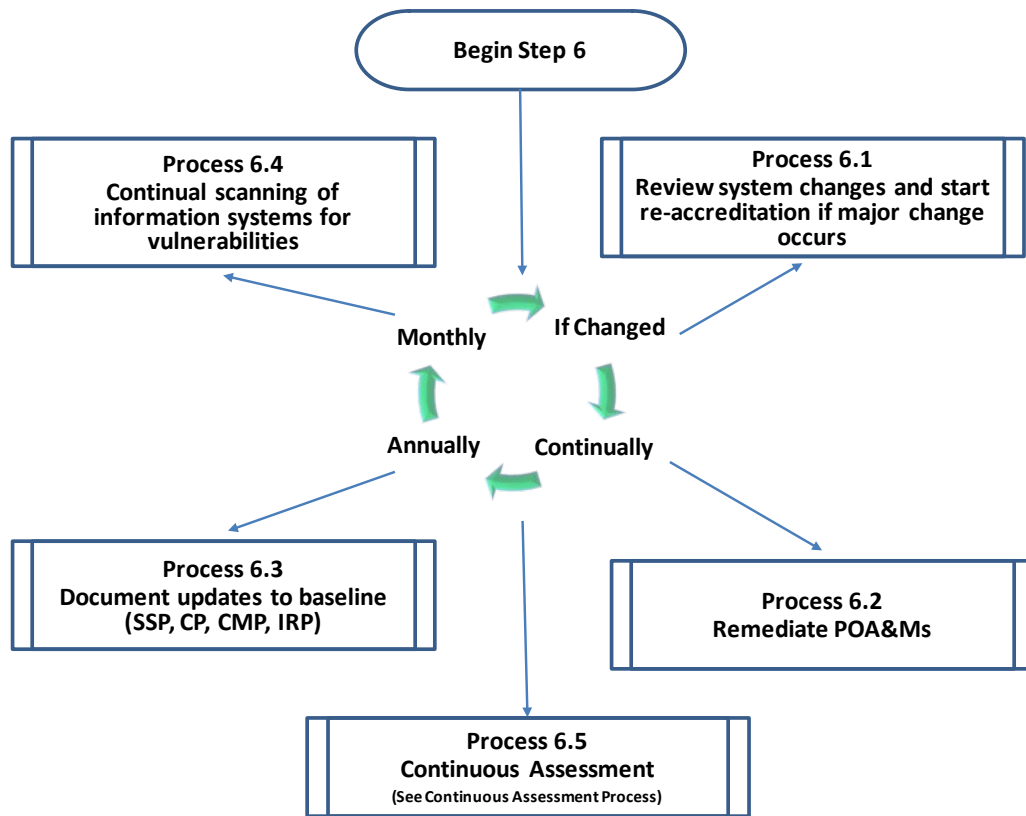 Begin Step 6
Process 6.4
Continual scanning of
information systems for
vulnerabilities
Process 6.1
Review system changes and start
re-accreditation if major change
occurs
Monthly
If Changed
Annually
Continually
Process 6.3
Document updates to baseline
(SSP, CP, CMP, IRP)
Process 6.2
Remediate POA&Ms
Process 6.5
Continuous Assessment
(See Continuous Assessment Process)